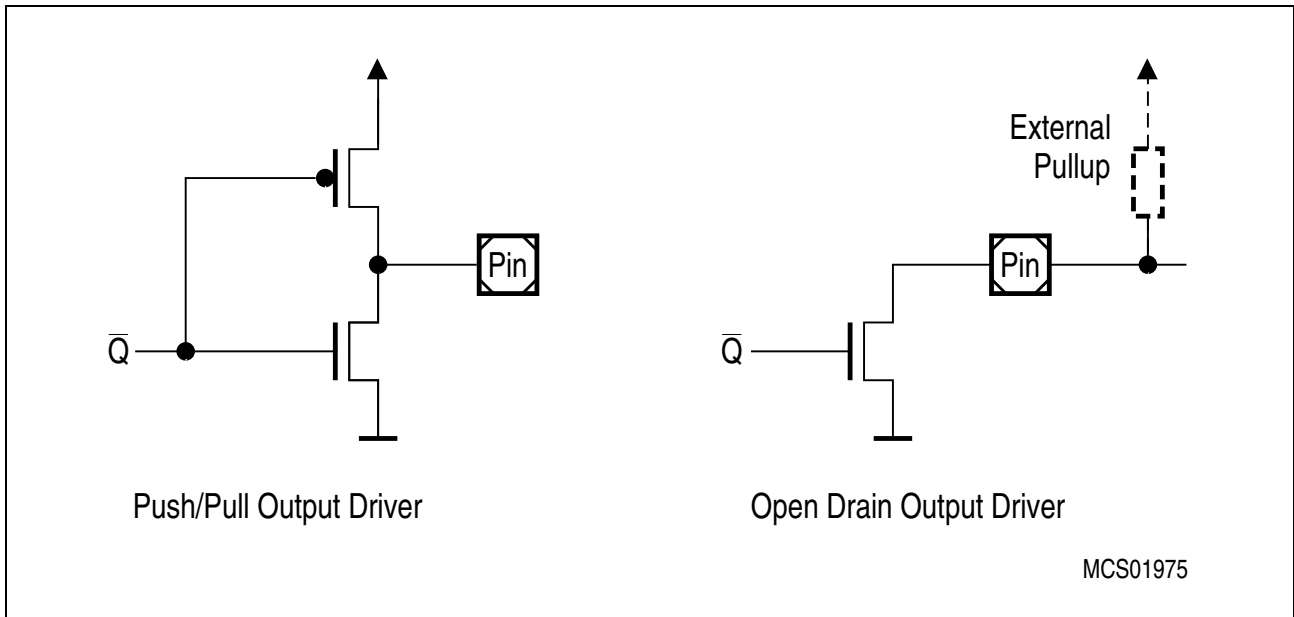 External
Pullup
Pin
Pin
Q̅
Q̅
Push/Pull Output Driver
Open Drain Output Driver
MCS01975